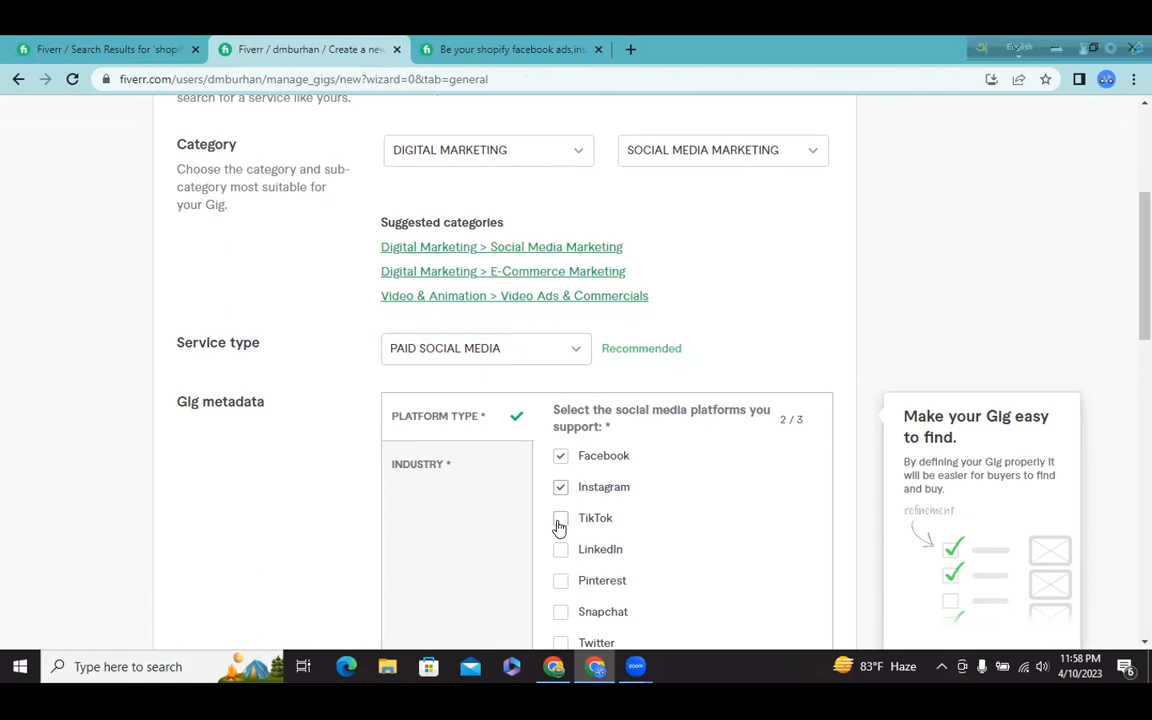 Fiverr / Search Results for 'shopif
Fiverr / dmburhan / Create a new
Be your shopify facebook ads,ins
English
fiverr.com/users/dmburhan/manage_gigs/new?wizard=0&tab=general
search for a service like yours.
Category
DIGITAL MARKETING
SOCIAL MEDIA MARKETING
Choose the category and sub-
category most suitable for
your Gig.
Suggested categories
Digital Marketing > Social Media Marketing
Digital Marketing > E-Commerce Marketing
Video & Animation > Video Ads & Commercials
Service type
PAID SOCIAL MEDIA
Recommended
Gig metadata
PLATFORM TYPE *
INDUSTRY *
Select the social media platforms you
support: *
2 / 3
Facebook
Instagram
TikTok
LinkedIn
Pinterest
Snapchat
Twitter
Make your Gig easy
to find.
By defining your Gig properly it
will be easier for buyers to find
and buy.
refinement
Type here to search
83°F Haze
11:58 PM
4/10/2023
6